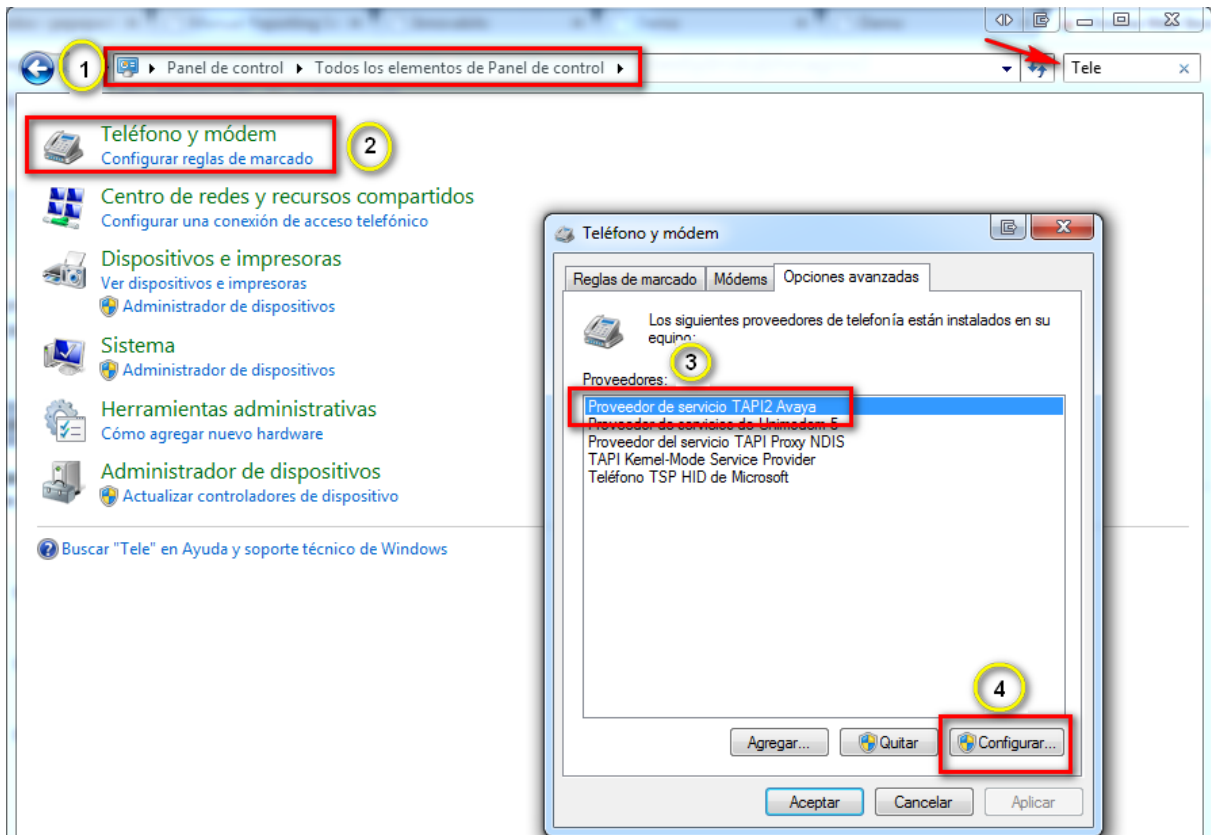 1
Panel de control ▸ Todos los elementos de Panel de control ▸
Tele
Teléfono y módem
Configurar reglas de marcado
2
Centro de redes y recursos compartidos
Configurar una conexión de acceso telefónico
Dispositivos e impresoras
Ver dispositivos e impresoras
Administrador de dispositivos
Sistema
Administrador de dispositivos
Herramientas administrativas
Cómo agregar nuevo hardware
Administrador de dispositivos
Actualizar controladores de dispositivo
Buscar "Tele" en Ayuda y soporte técnico de Windows
Teléfono y módem
Reglas de marcado
Módems
Opciones avanzadas
Los siguientes proveedores de telefonía están instalados en su
equipo:
3
Proveedores:
Proveedor de servicio TAPI2 Avaya
Proveedor de servicios de Unimodem 5
Proveedor del servicio TAPI Proxy NDIS
TAPI Kernel-Mode Service Provider
Teléfono TSP HID de Microsoft
4
Agregar...
Quitar
Configurar...
Aceptar
Cancelar
Aplicar